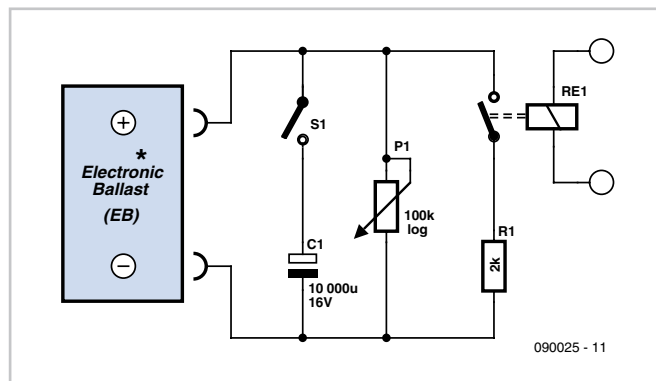 +
*
Electronic
Ballast
(EB)
−
S1
C1
10 000u
16V
P1
100k
log
RE1
R1
2k
090025 - 11